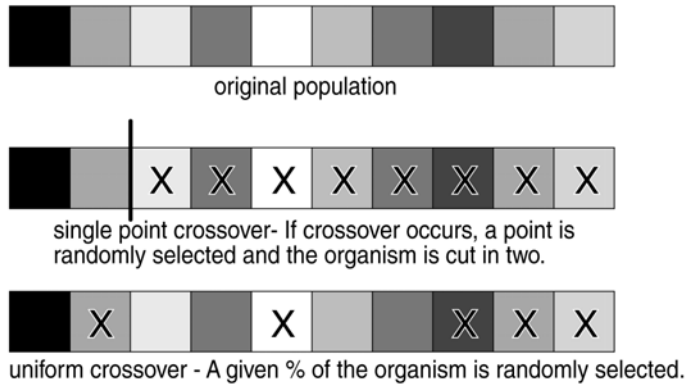 original population
X X X X X X X X
single point crossover- If crossover occurs, a point is
randomly selected and the organism is cut in two.
X X X X X
uniform crossover - A given % of the organism is randomly selected.